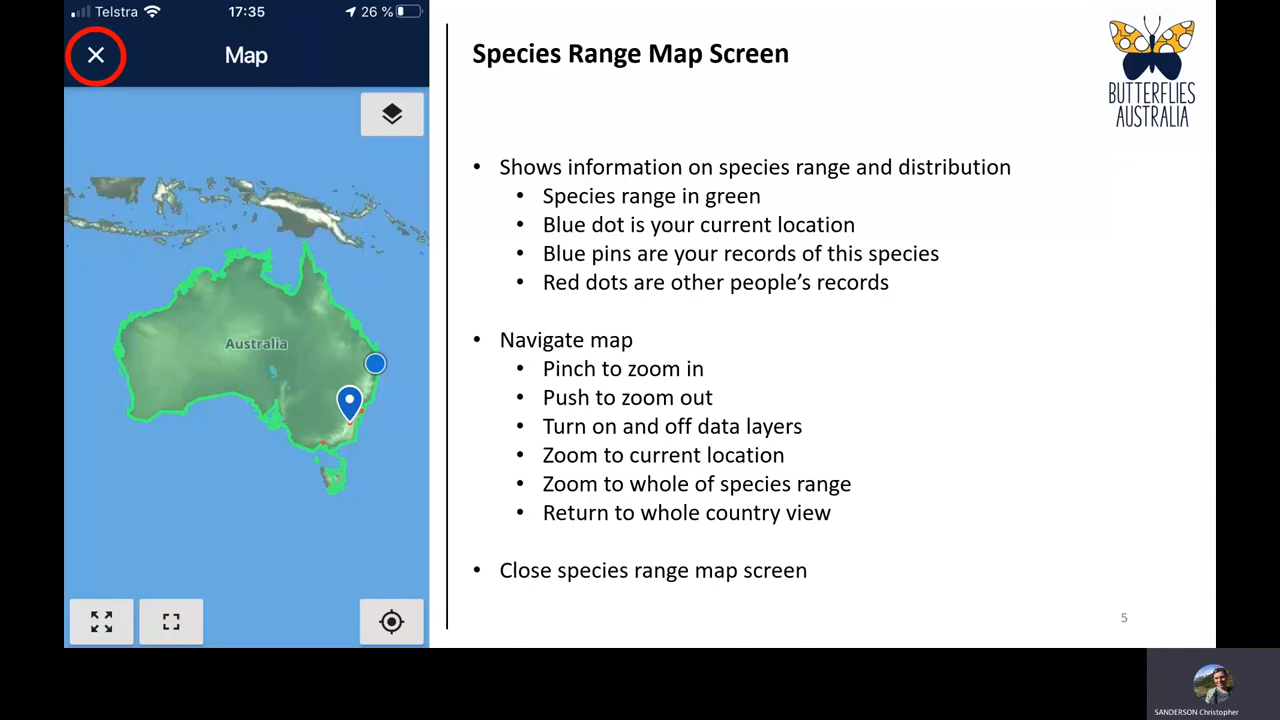 Telstra
17:35
26 %
Map
Australia
Species Range Map Screen
BUTTERFLIES
AUSTRALIA
• Shows information on species range and distribution
• Species range in green
• Blue dot is your current location
• Blue pins are your records of this species
• Red dots are other people’s records
• Navigate map
• Pinch to zoom in
• Push to zoom out
• Turn on and off data layers
• Zoom to current location
• Zoom to whole of species range
• Return to whole country view
• Close species range map screen
5
SANDERSON Christopher